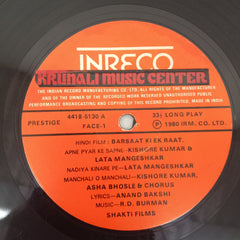 INRECO
KRUNALI MUSIC CENTER
THE INDIAN RECORD MANUFACTURING CO. LTD. ALL RIGHTS OF THE MANUFACTURER
AND OF THE OWNER OF THE RECORDED WORK RESERVED UNAUTHORISED PUBLIC
PERFORMANCE BROADCASTING AND COPYING OF THIS RECORD PROHIBITED. MADE IN INDIA
PRESTIGE
4418-5130 A
FACE-1
33⅓ LONG PLAY
Ⓟ 1980 (RM. CO. LTD.)
HINDI FILM : BARSAAT KI EK RAAT,
APNE PYAR KE SAPNE-KISHORE KUMAR &
LATA MANGESHKAR
NADIYA KINARE PE-LATA MANGESHKAR
MANCHALI O MANCHALI-KISHORE KUMAR,
ASHA BHOSLE & CHORUS
LYRICS-ANAND BAKSHI
MUSIC-R.D. BURMAN
SHAKTI FILMS